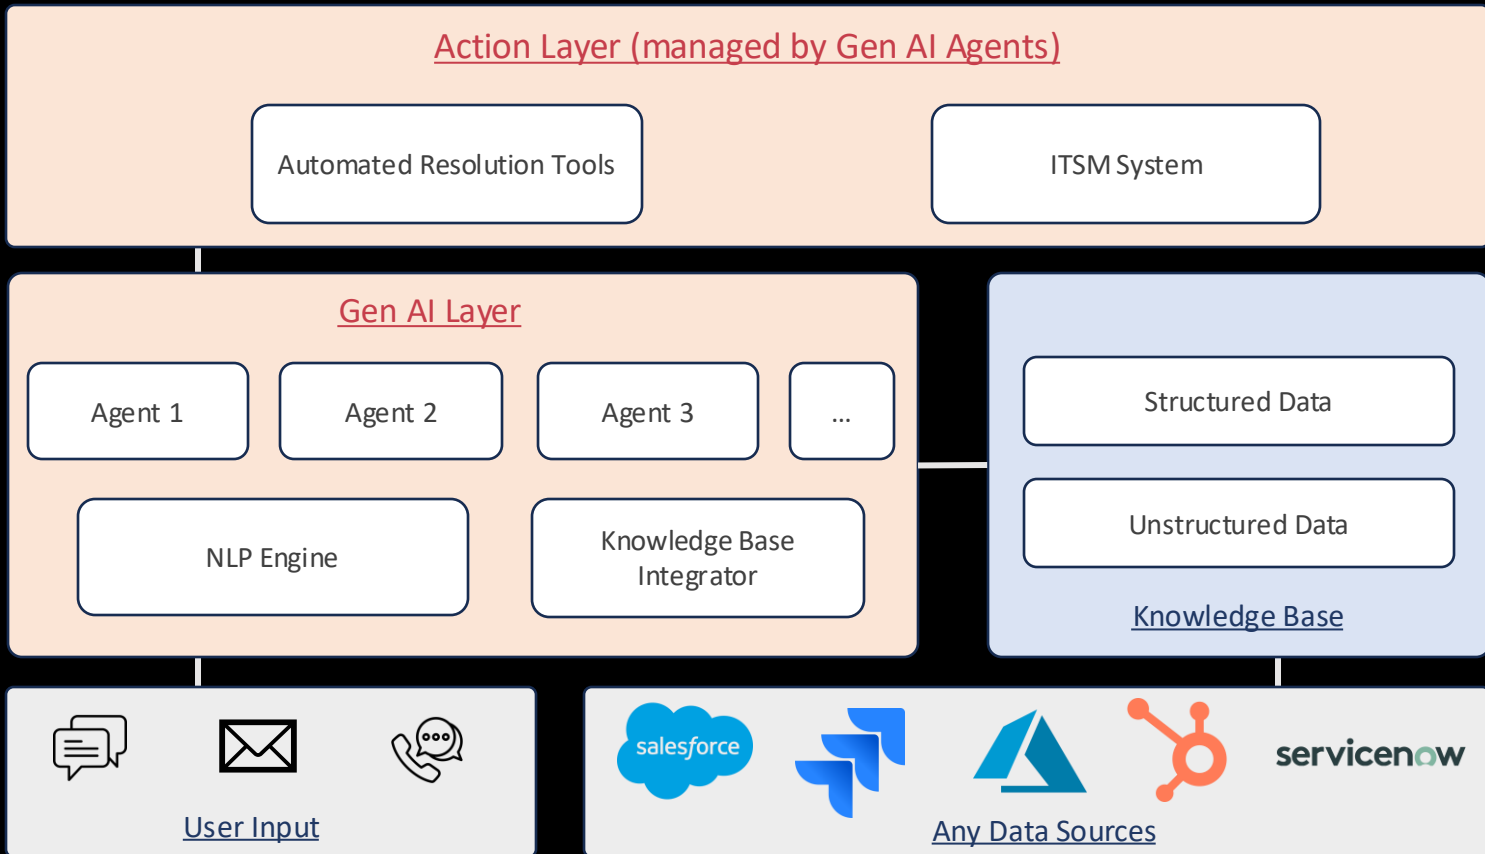 Action Layer (managed by Gen AI Agents)
Automated Resolution Tools
ITSM System
Gen AI Layer
Agent 1
Agent 2
Agent 3
...
NLP Engine
Knowledge Base
Integrator
Structured Data
Unstructured Data
Knowledge Base
User Input
salesforce
servicenow
Any Data Sources